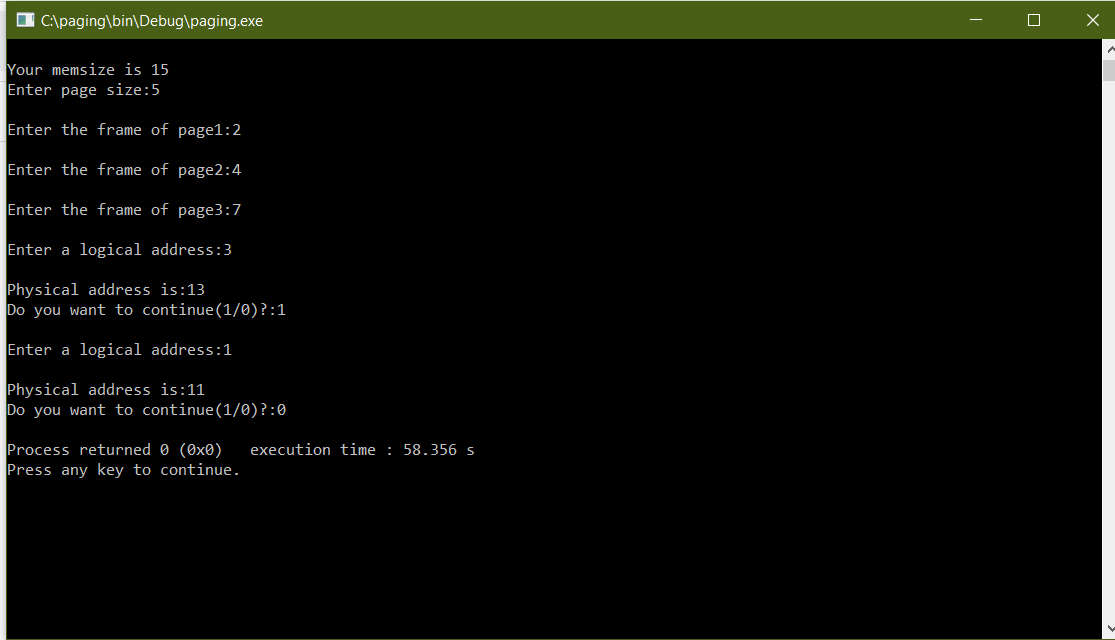 C:\paging\bin\Debug\paging.exe
Your memsize is 15
Enter page size:5
Enter the frame of page1:2
Enter the frame of page2:4
Enter the frame of page3:7
Enter a logical address:3
Physical address is:13
Do you want to continue(1/0)?:1
Enter a logical address:1
Physical address is:11
Do you want to continue(1/0)?:0
Process returned 0 (0x0)   execution time : 58.356 s
Press any key to continue.